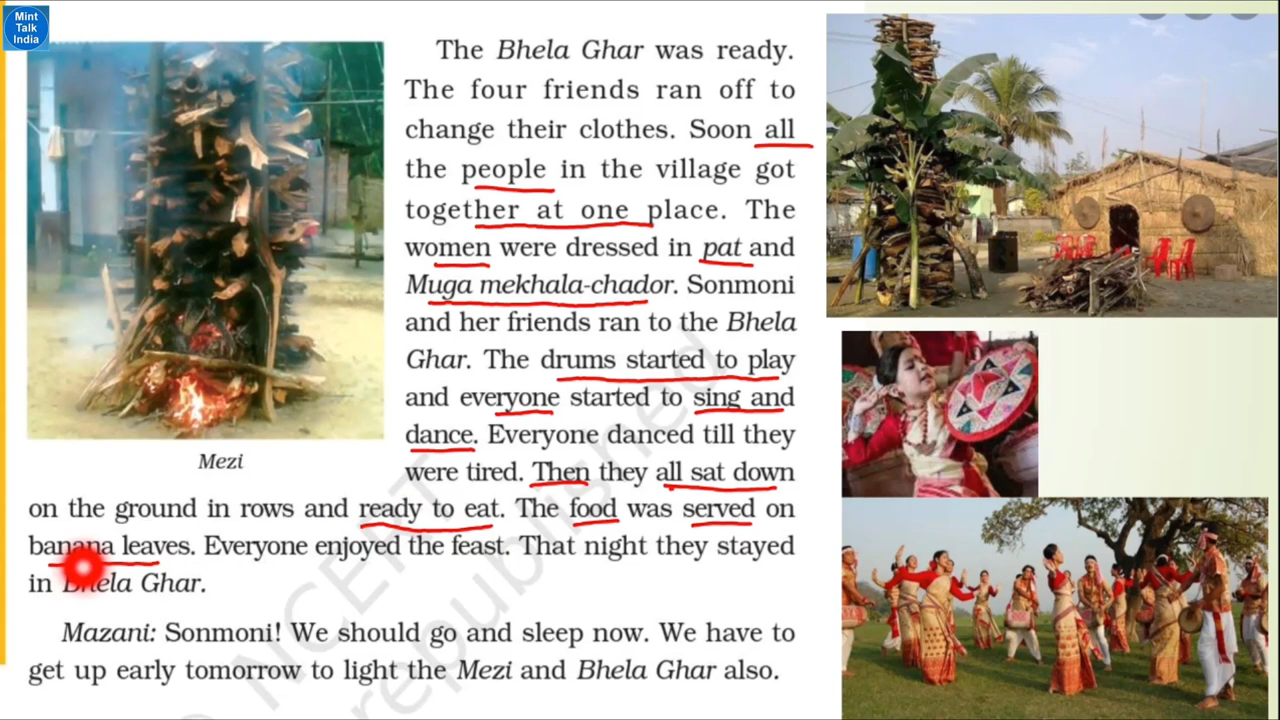 Mint
Talk
India
The Bhela Ghar was ready.
The four friends ran off to
change their clothes. Soon all
the people in the village got
together at one place. The
women were dressed in pat and
Muga mekhala-chador. Sonmoni
and her friends ran to the Bhela
Ghar. The drums started to play
and everyone started to sing and
dance. Everyone danced till they
were tired. Then they all sat down
on the ground in rows and ready to eat. The food was served on
banana leaves. Everyone enjoyed the feast. That night they stayed
in Bhela Ghar.
Mezi
Mazani: Sonmoni! We should go and sleep now. We have to
get up early tomorrow to light the Mezi and Bhela Ghar also.
NCERT
republished